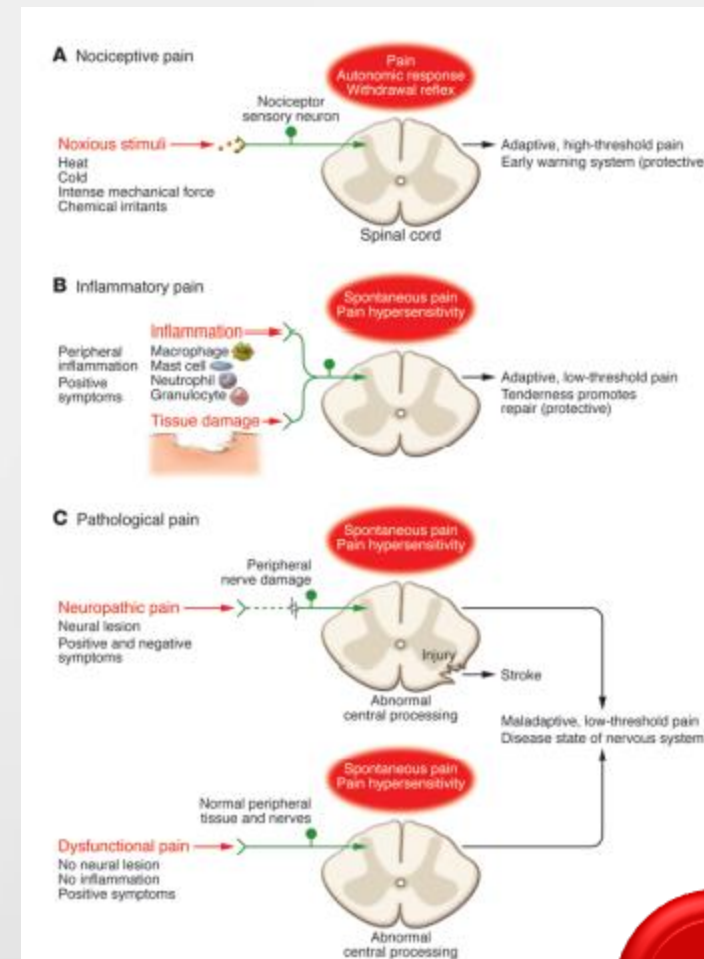 A Nociceptive pain
Pain
Autonomic response
Withdrawal reflex
Nociceptor
sensory neuron
Noxious stimuli
Heat
Cold
Intense mechanical force
Chemical irritants
Adaptive, high-threshold pain
Early warning system (protective
Spinal cord
B Inflammatory pain
Spontaneous pain
Pain hypersensitivity
Peripheral
inflammation
Positive
symptoms
Inflammation
Macrophage
Mast cell
Neutrophil
Granulocyte
Tissue damage
Adaptive, low-threshold pain
Tenderness promotes
repair (protective)
C Pathological pain
Spontaneous pain
Pain hypersensitivity
Peripheral
nerve damage
Neuropathic pain
Neural lesion
Positive and negative
symptoms
Injury
Stroke
Abnormal
central processing
Maladaptive, low-threshold pain
Disease state of nervous system
Spontaneous pain
Pain hypersensitivity
Normal peripheral
tissue and nerves
Dysfunctional pain
No neural lesion
No inflammation
Positive symptoms
Abnormal
central processing